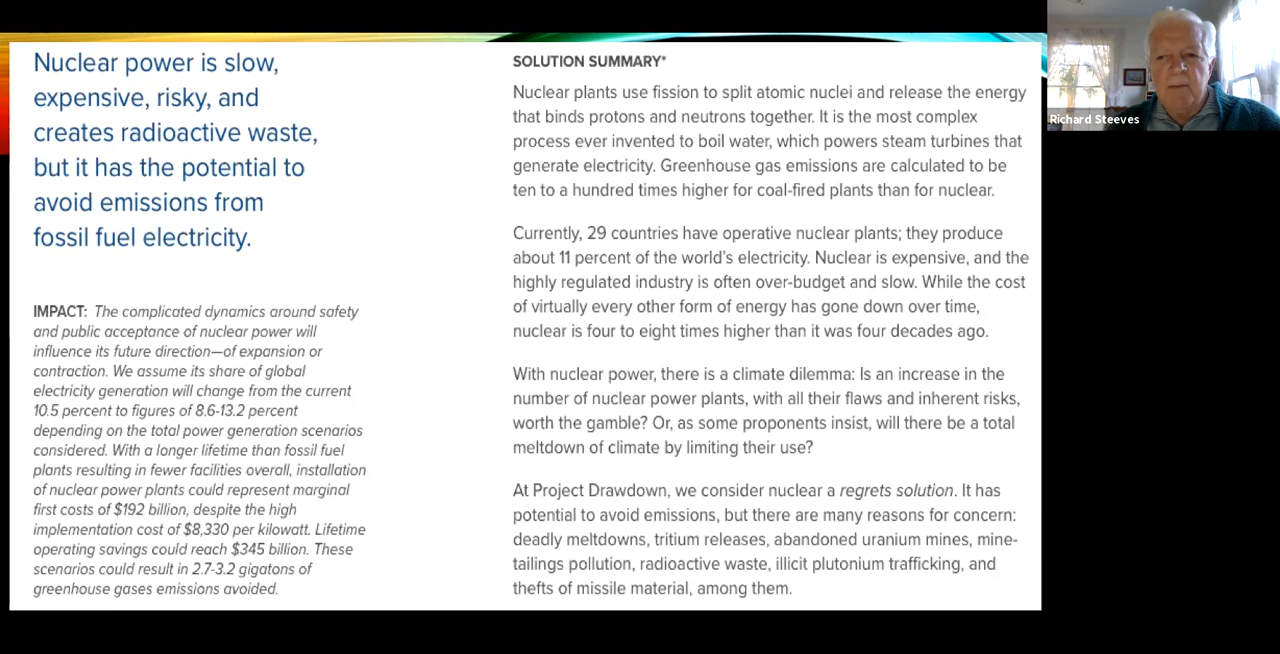 Nuclear power is slow,
expensive, risky, and
creates radioactive waste,
but it has the potential to
avoid emissions from
fossil fuel electricity.
IMPACT: The complicated dynamics around safety
and public acceptance of nuclear power will
influence its future direction—of expansion or
contraction. We assume its share of global
electricity generation will change from the current
10.5 percent to figures of 8.6-13.2 percent
depending on the total power generation scenarios
considered. With a longer lifetime than fossil fuel
plants resulting in fewer facilities overall, installation
of nuclear power plants could represent marginal
first costs of $192 billion, despite the high
implementation cost of $8,330 per kilowatt. Lifetime
operating savings could reach $345 billion. These
scenarios could result in 2.7-3.2 gigatons of
greenhouse gases emissions avoided.
SOLUTION SUMMARY*
Nuclear plants use fission to split atomic nuclei and release the energy
that binds protons and neutrons together. It is the most complex
process ever invented to boil water, which powers steam turbines that
generate electricity. Greenhouse gas emissions are calculated to be
ten to a hundred times higher for coal-fired plants than for nuclear.
Currently, 29 countries have operative nuclear plants; they produce
about 11 percent of the world's electricity. Nuclear is expensive, and the
highly regulated industry is often over-budget and slow. While the cost
of virtually every other form of energy has gone down over time,
nuclear is four to eight times higher than it was four decades ago.
With nuclear power, there is a climate dilemma: Is an increase in the
number of nuclear power plants, with all their flaws and inherent risks,
worth the gamble? Or, as some proponents insist, will there be a total
meltdown of climate by limiting their use?
At Project Drawdown, we consider nuclear a regrets solution. It has
potential to avoid emissions, but there are many reasons for concern:
deadly meltdowns, tritium releases, abandoned uranium mines, mine-
tailings pollution, radioactive waste, illicit plutonium trafficking, and
thefts of missile material, among them.
Richard Steeves